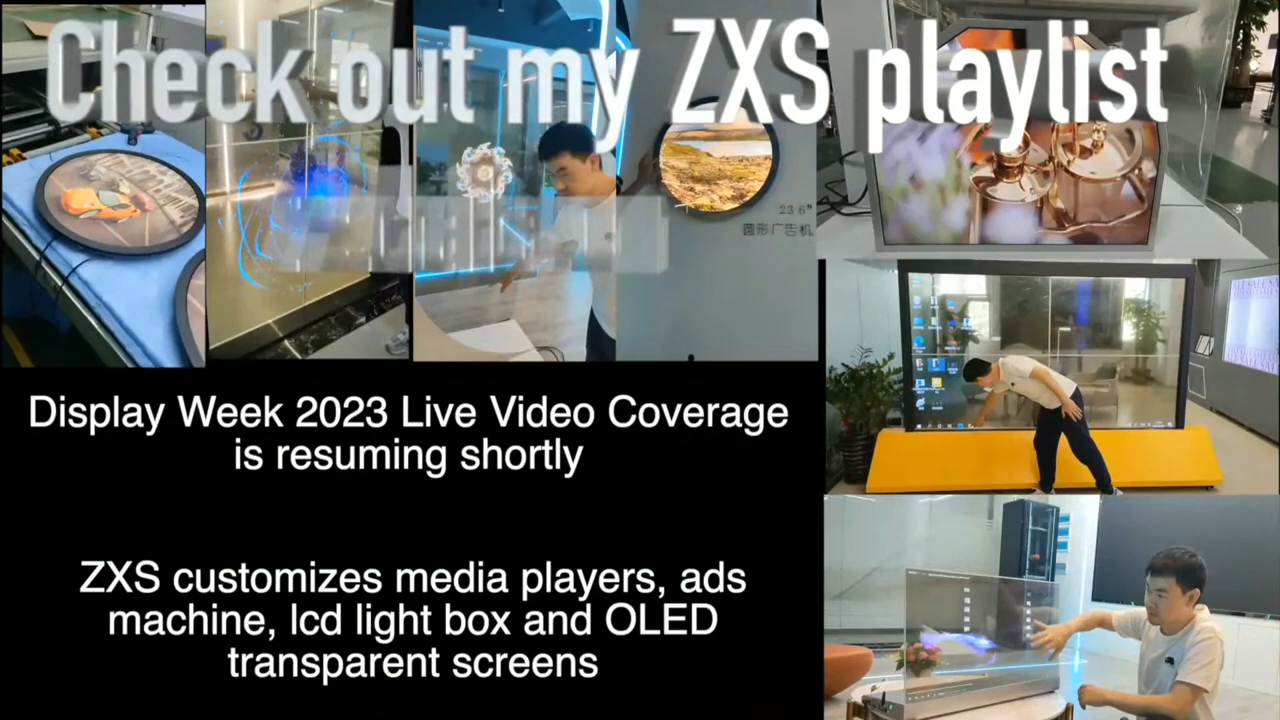 Check out my ZXS playlist
23.6"
圆形广告机
Display Week 2023 Live Video Coverage
is resuming shortly
ZXS customizes media players, ads
machine, lcd light box and OLED
transparent screens